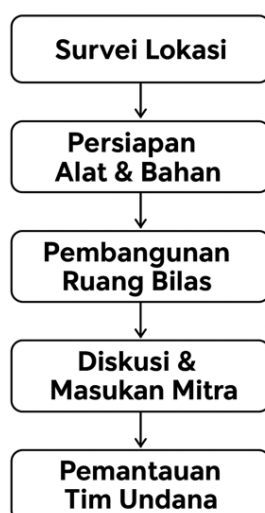 Survei Lokasi
Persiapan
Alat & Bahan
Pembangunan
Ruang Bilas
Diskusi &
Masukan Mitra
Pemantauan
Tim Undana